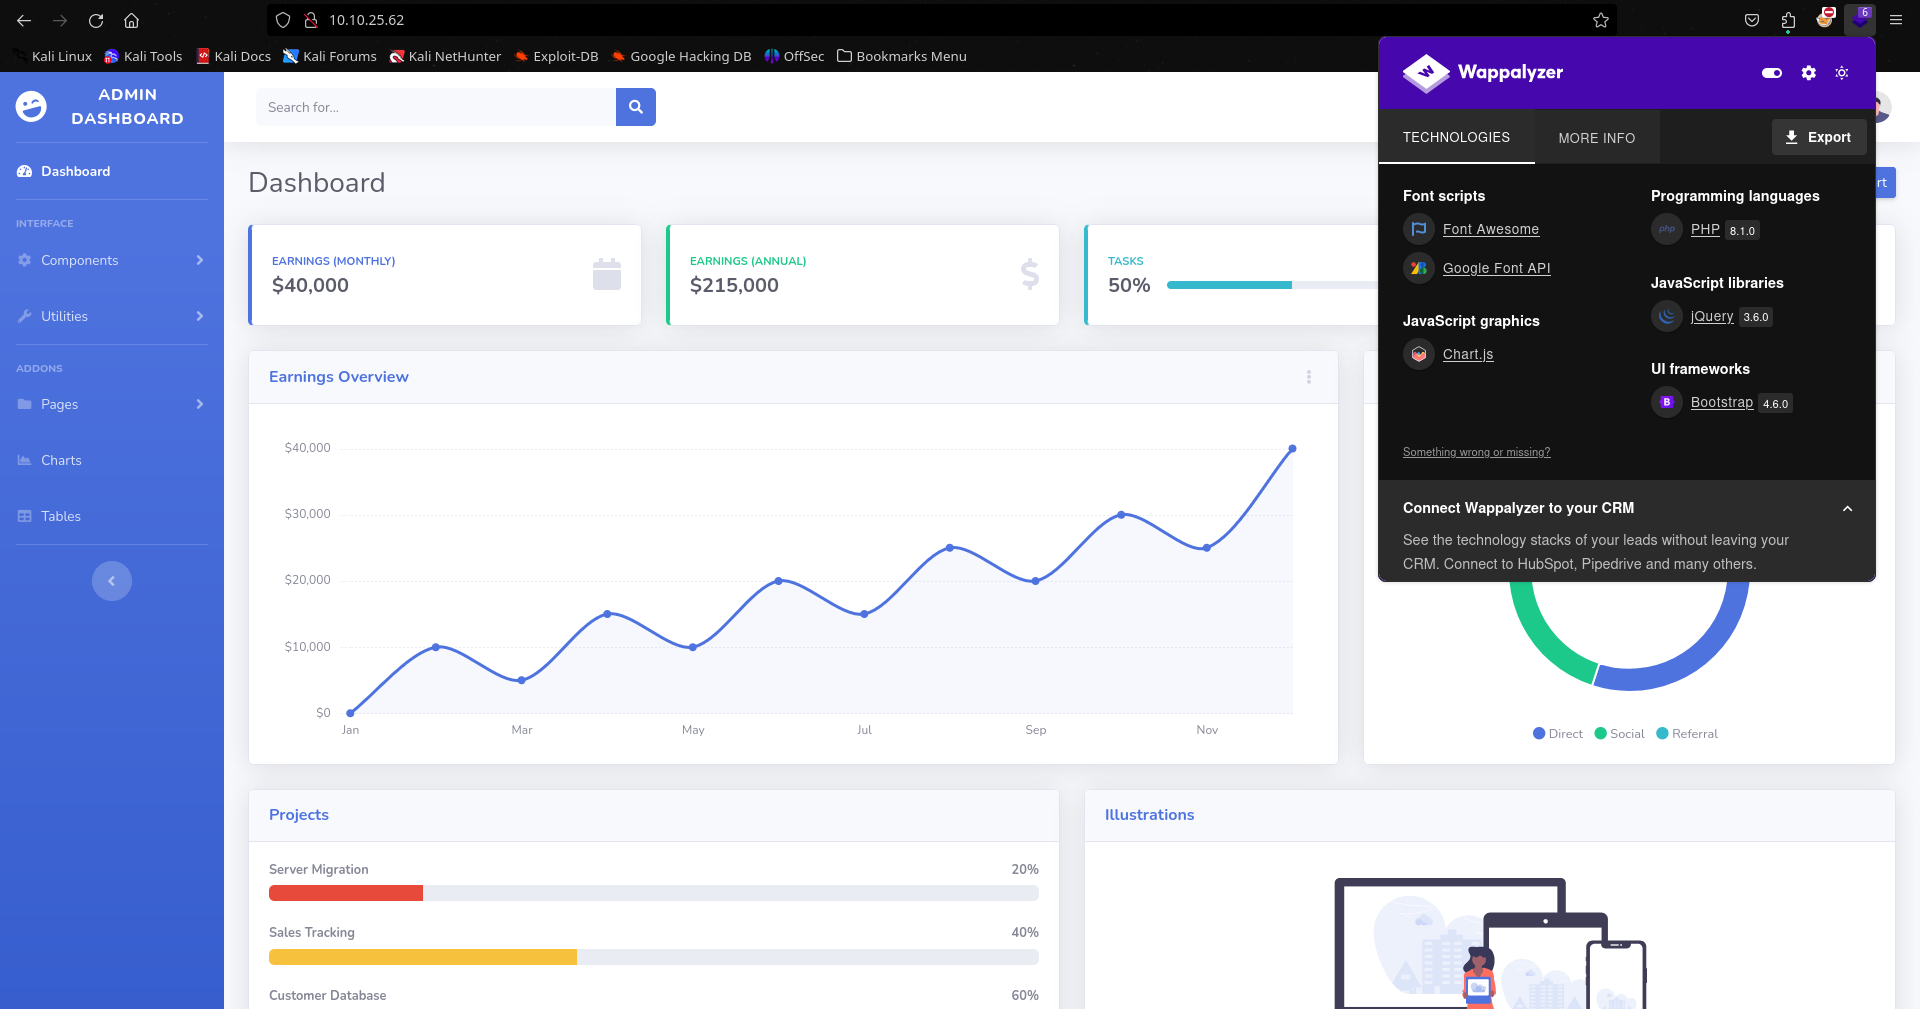 10.10.25.62
6
Kali Linux
Kali Tools
Kali Docs
Kali Forums
Kali NetHunter
Exploit-DB
Google Hacking DB
OffSec
Bookmarks Menu
ADMIN
DASHBOARD
Dashboard
INTERFACE
Components
Utilities
ADDONS
Pages
Charts
Tables
Search for...
Dashboard
rt
EARNINGS (MONTHLY)
$40,000
EARNINGS (ANNUAL)
$215,000
TASKS
50%
Earnings Overview
$40,000
$30,000
$20,000
$10,000
$0
Jan
Mar
May
Jul
Sep
Nov
Direct
Social
Referral
Projects
Server Migration
20%
Sales Tracking
40%
Customer Database
60%
Illustrations
Wappalyzer
TECHNOLOGIES
MORE INFO
Export
Font scripts
Font Awesome
Google Font API
JavaScript graphics
Chart.js
Programming languages
php
PHP 8.1.0
JavaScript libraries
jQuery 3.6.0
UI frameworks
B
Bootstrap 4.6.0
Something wrong or missing?
Connect Wappalyzer to your CRM
See the technology stacks of your leads without leaving your
CRM. Connect to HubSpot, Pipedrive and many others.